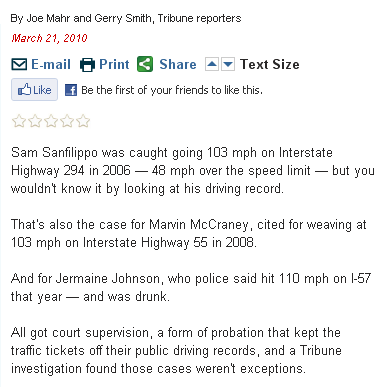 By Joe Mahr and Gerry Smith, Tribune reporters
March 21, 2010
E-mail Print Share Text Size
Like Be the first of your friends to like this.
Sam Sanfilippo was caught going 103 mph on Interstate
Highway 294 in 2006 — 48 mph over the speed limit — but you
wouldn't know it by looking at his driving record.
That's also the case for Marvin McCraney, cited for weaving at
103 mph on Interstate Highway 55 in 2008.
And for Jermaine Johnson, who police said hit 110 mph on I-57
that year — and was drunk.
All got court supervision, a form of probation that kept the
traffic tickets off their public driving records, and a Tribune
investigation found those cases weren't exceptions.